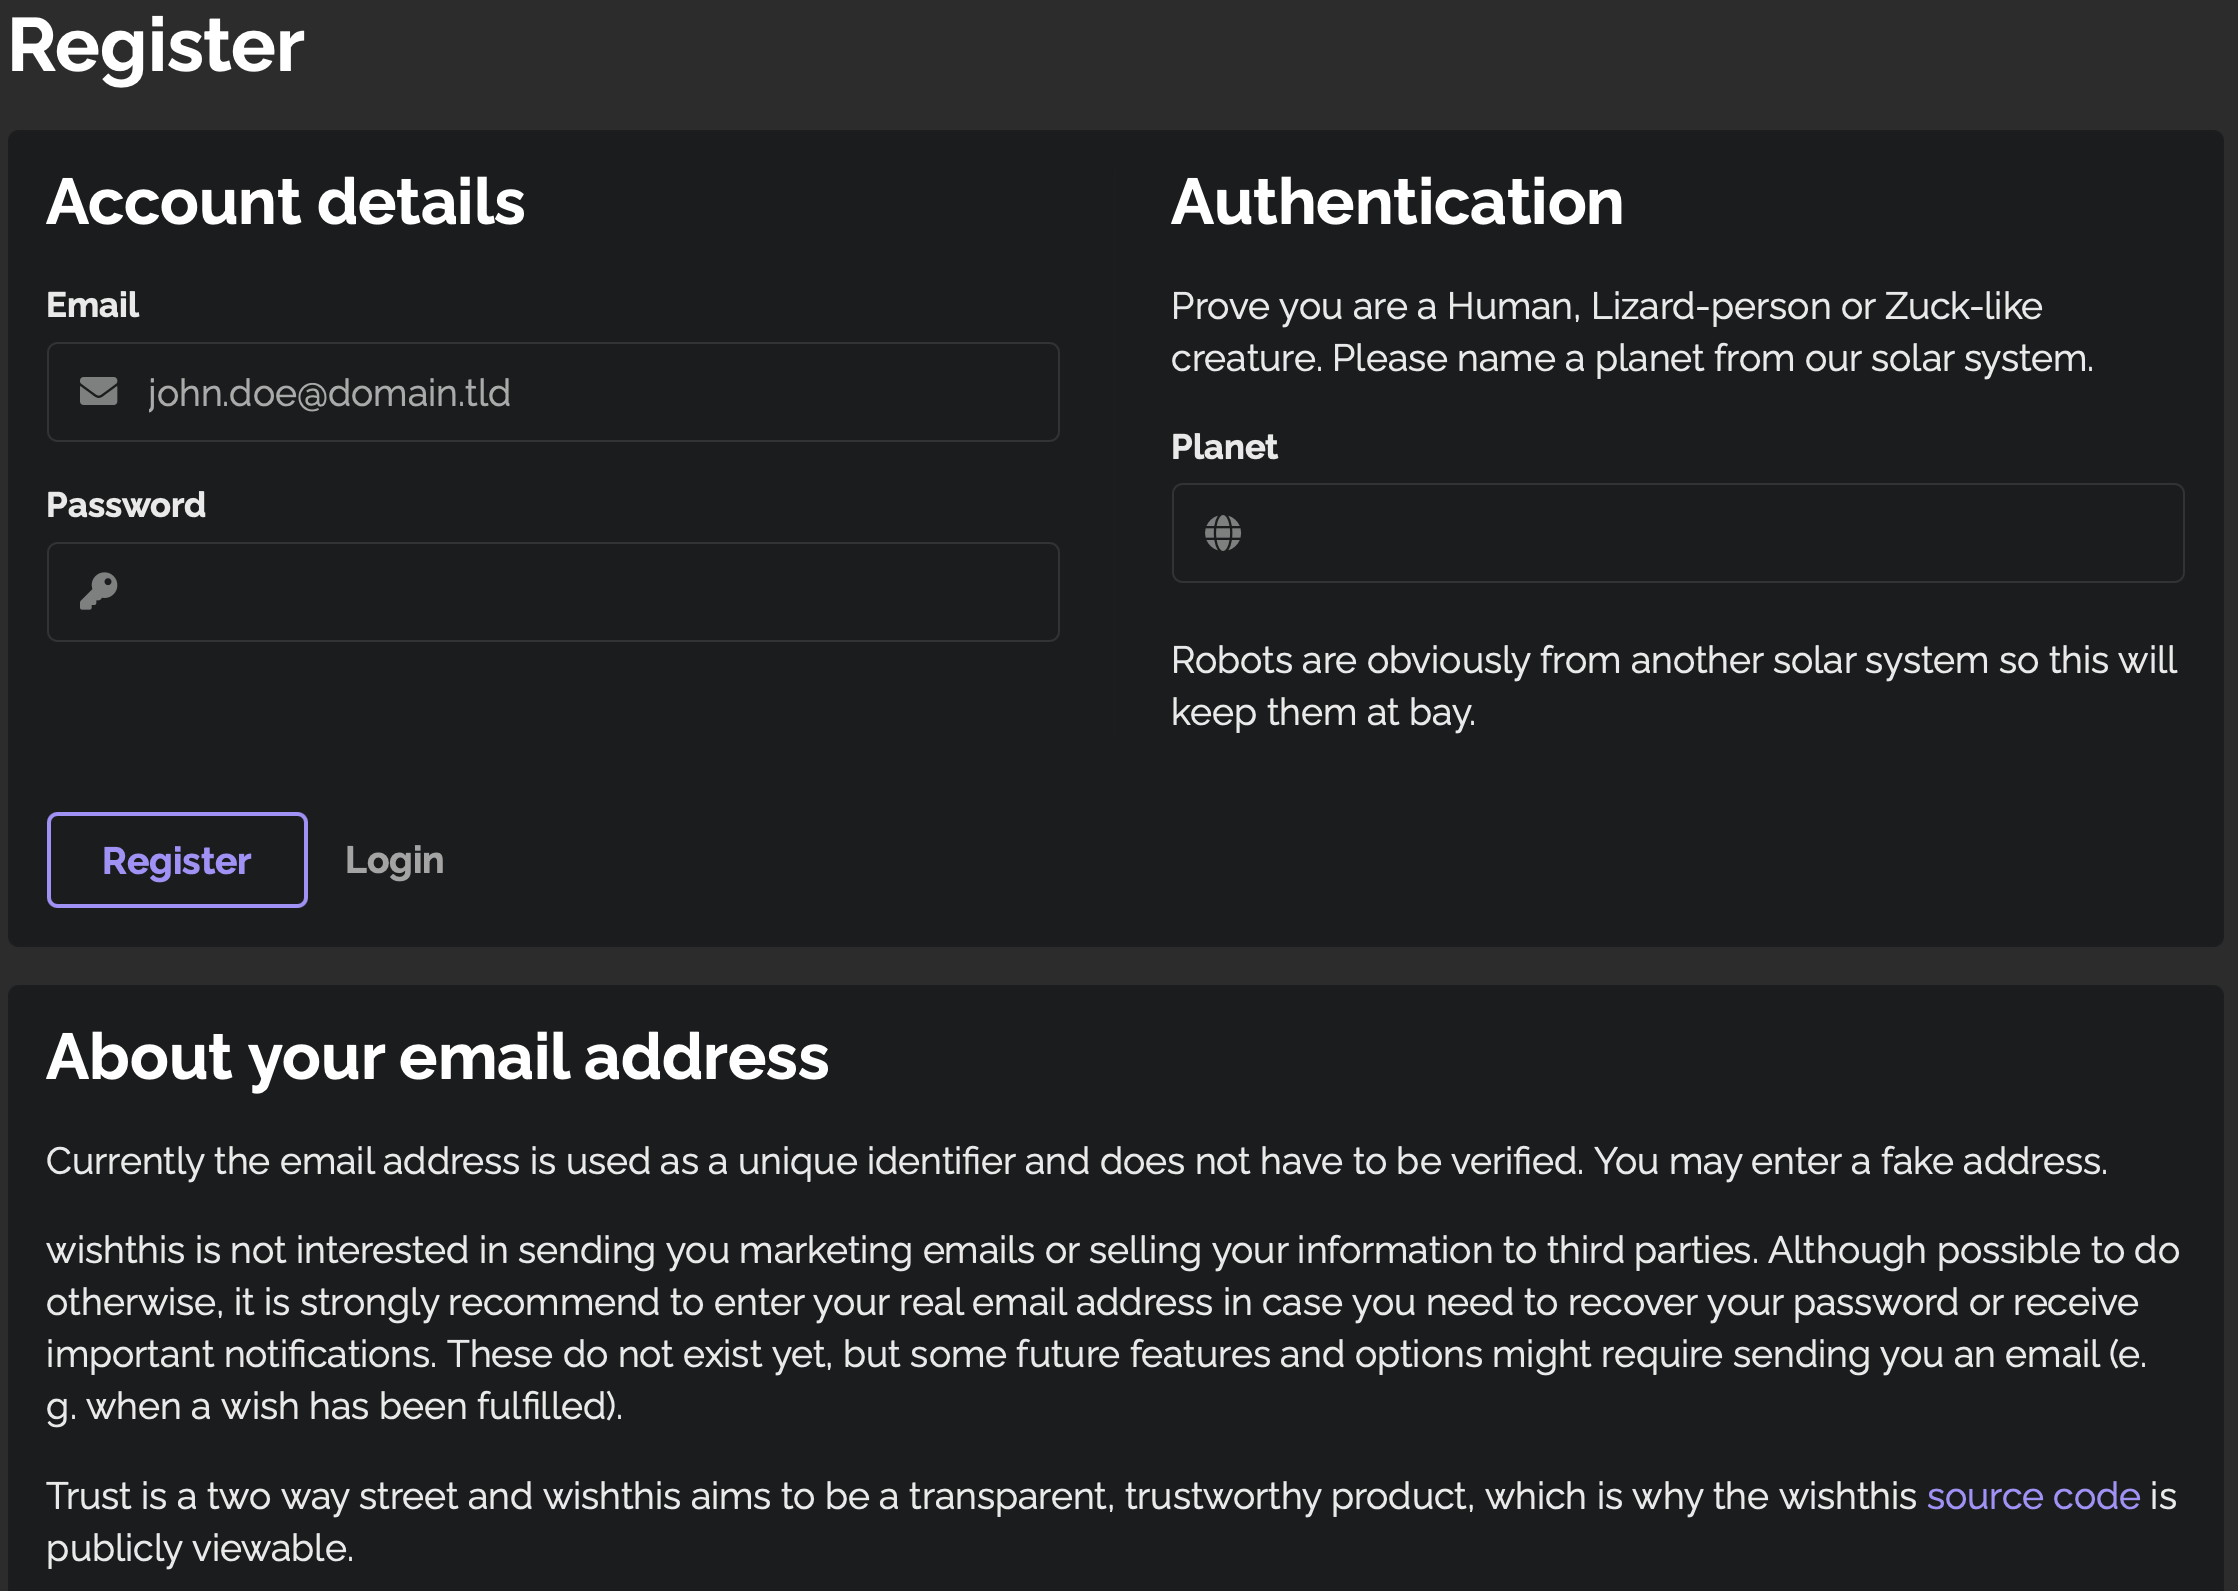 Register
Account details
Email
john.doe@domain.tld
Password
Authentication
Prove you are a Human, Lizard-person or Zuck-like
creature. Please name a planet from our solar system.
Planet
Robots are obviously from another solar system so this will
keep them at bay.
Register
Login
About your email address
Currently the email address is used as a unique identifier and does not have to be verified. You may enter a fake address.
wishthis is not interested in sending you marketing emails or selling your information to third parties. Although possible to do
otherwise, it is strongly recommend to enter your real email address in case you need to recover your password or receive
important notifications. These do not exist yet, but some future features and options might require sending you an email (e.
g. when a wish has been fulfilled).
Trust is a two way street and wishthis aims to be a transparent, trustworthy product, which is why the wishthis source code is
publicly viewable.